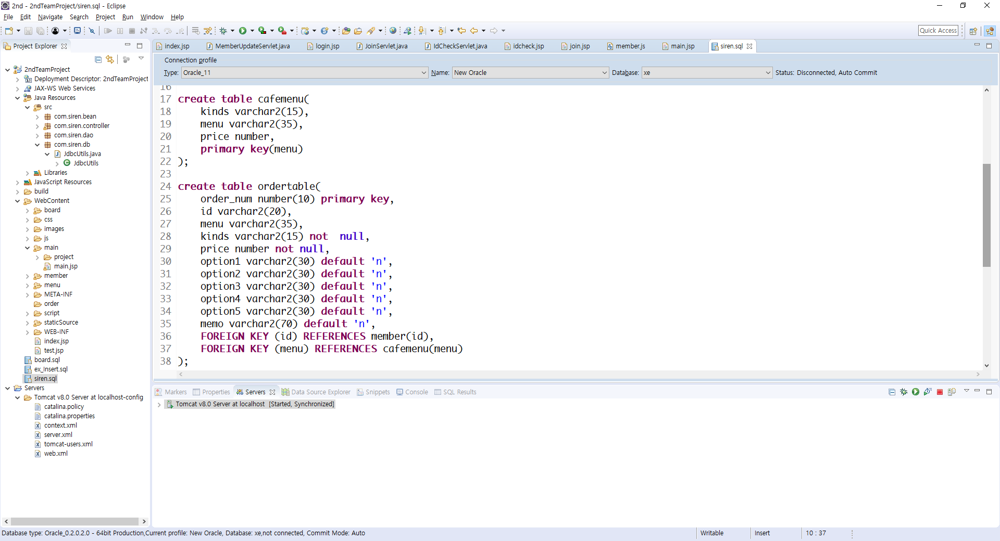 2nd - 2ndTeamProject/siren.sql - Eclipse
File Edit Navigate Search Project Run Window Help
Quick Access
Project Explorer
index.jsp MemberUpdateServlet.java login.jsp JoinServlet.java IdCheckServlet.java idcheck.jsp join.jsp member.js main.jsp siren.sql
Connection profile
Type: Oracle_11 Name: New Oracle Database: xe Status: Disconnected, Auto Commit
2ndTeamProject
Deployment Descriptor: 2ndTeamProject
JAX-WS Web Services
Java Resources
src
com.siren.bean
com.siren.controller
com.siren.dao
com.siren.db
JdbcUtils.java
JdbcUtils
Libraries
JavaScript Resources
build
WebContent
board
css
images
js
main
project
main.jsp
member
menu
META-INF
order
script
staticSource
WEB-INF
index.jsp
test.jsp
board.sql
ex_Insert.sql
siren.sql
Servers
Tomcat v8.0 Server at localhost-config
catalina.policy
catalina.properties
context.xml
server.xml
tomcat-users.xml
web.xml
16
17 create table cafemenu(
18 kinds varchar2(15),
19 menu varchar2(35),
20 price number,
21 primary key(menu)
22 );
23
24 create table ordertable(
25 order_num number(10) primary key,
26 id varchar2(20),
27 menu varchar2(35),
28 kinds varchar2(15) not  null,
29 price number not null,
30 option1 varchar2(30) default 'n',
31 option2 varchar2(30) default 'n',
32 option3 varchar2(30) default 'n',
33 option4 varchar2(30) default 'n',
34 option5 varchar2(30) default 'n',
35 memo varchar2(70) default 'n',
36 FOREIGN KEY (id) REFERENCES member(id),
37 FOREIGN KEY (menu) REFERENCES cafemenu(menu)
38 );
Markers Properties Servers Data Source Explorer Snippets Console SQL Results
Tomcat v8.0 Server at localhost [Started, Synchronized]
Database type: Oracle_0.2.0.2.0 - 64bit Production,Current profile: New Oracle, Database: xe,not connected, Commit Mode: Auto
Writable Insert 10 : 37